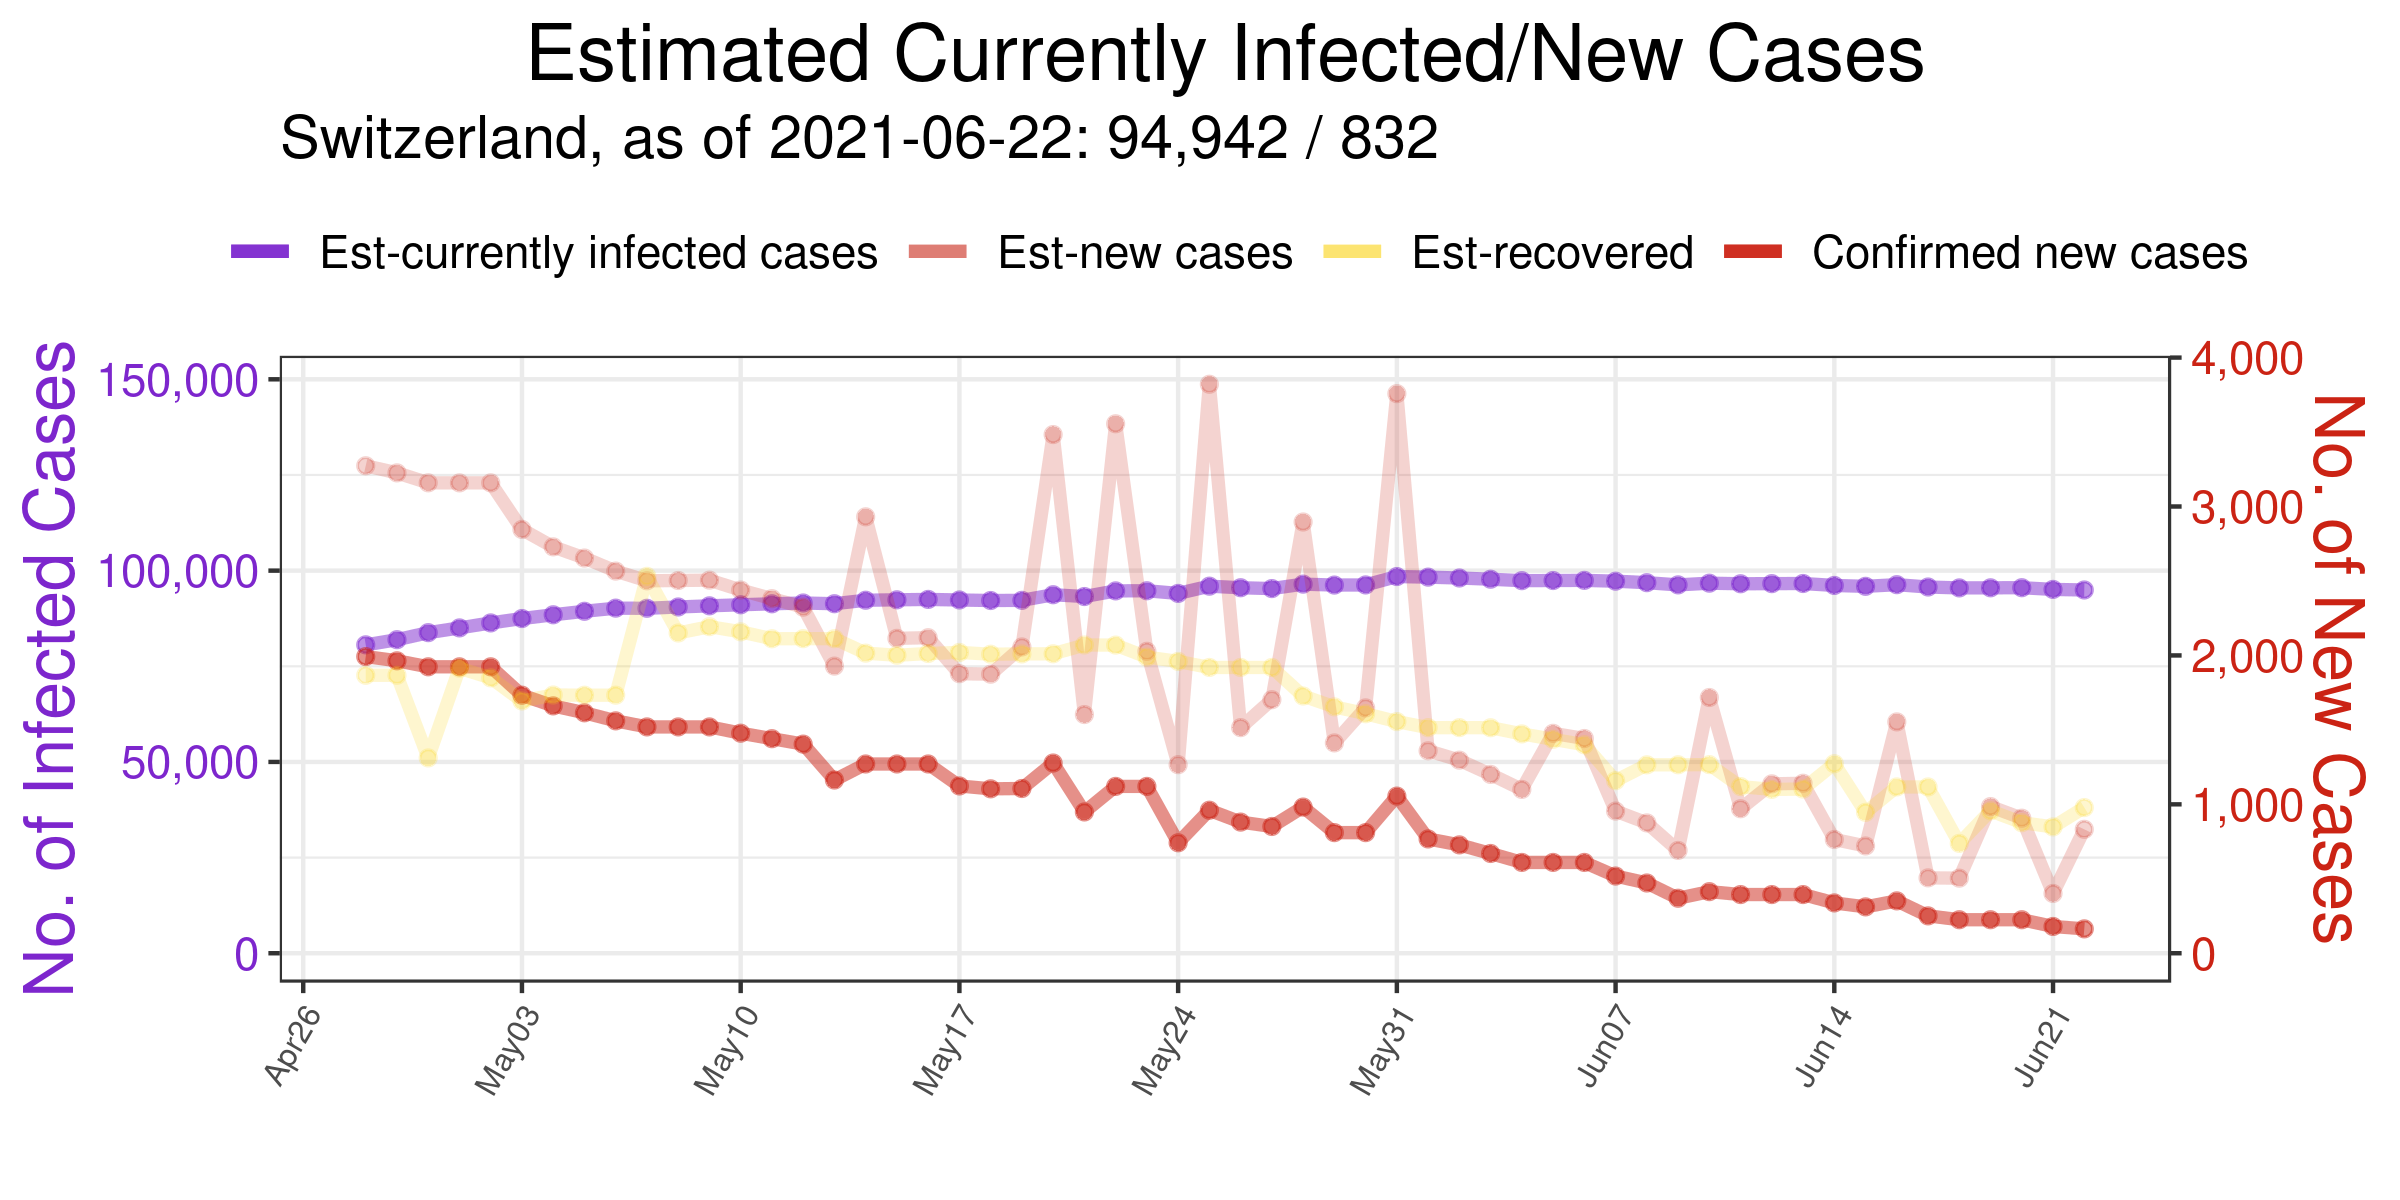 Estimated Currently Infected/New Cases
Switzerland, as of 2021-06-22: 94,942 / 832
Est-currently infected cases Est-new cases Est-recovered Confirmed new cases
No. of Infected Cases
150,000
100,000
50,000
0
4,000
3,000
2,000
1,000
0
No. of New Cases
Apr26 May03 May10 May17 May24 May31 Jun07 Jun14 Jun21